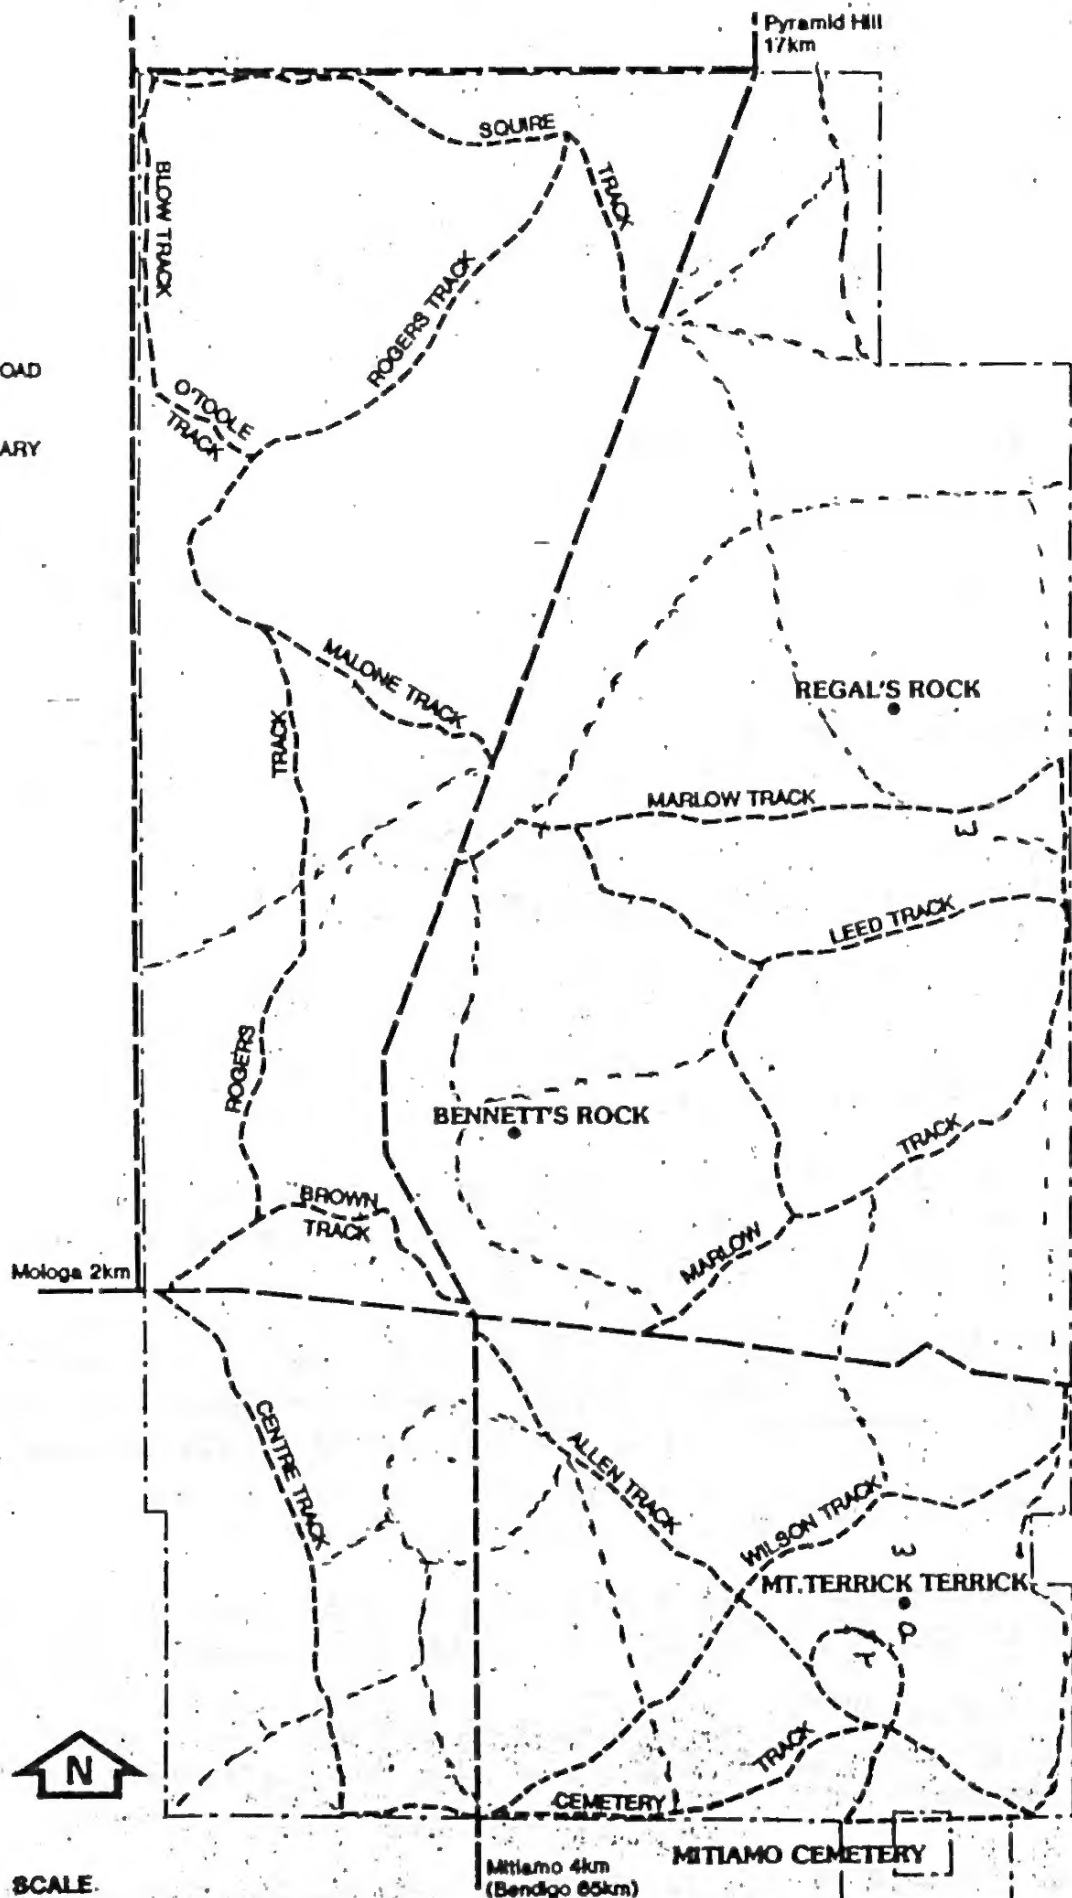 Pyramid Hill
17km
SQUIRE
TRACK
BLOW TRACK
ROGERS TRACK
OAD
O'TOOLE
TRACK
ARY
MALONE TRACK
REGAL'S ROCK
TRACK
MARLOW TRACK
W
LEED TRACK
ROGERS
BENNETT'S ROCK
TRACK
BROWN
TRACK
MARLOW
Mologa 2km
CENTRE TRACK
ALLEN TRACK
WILSON TRACK
W
MT. TERRICK TERRICK
P
T
TRACK
N
CEMETERY
MITIAMO CEMETERY
Mitiamo 4km
(Bendigo 65km)
SCALE